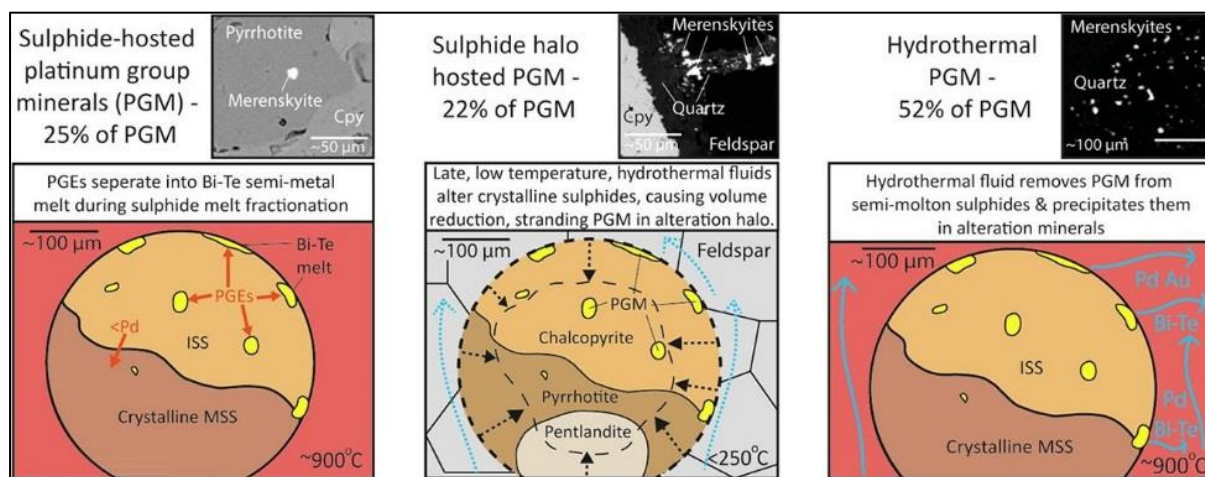 Sulphide-hosted
platinum group
minerals (PGM) -
25% of PGM
Pyrrhotite
Merenskyite
Cpy
~50 µm
PGEs seperate into Bi-Te semi-metal
melt during sulphide melt fractionation.
~100 µm
Bi-Te
melt
PGEs
<Pd
ISS
Crystalline MSS
~900°C
Sulphide halo
hosted PGM -
22% of PGM
Merenskyites
Quartz
Cpy
~50 µm
Feldspar
Late, low temperature, hydrothermal fluids
alter crystalline sulphides, causing volume
reduction, stranding PGM in alteration halo.
~100 µm
Feldspar
PGM
Chalcopyrite
Pyrrhotite
Pentlandite
<250°C
Hydrothermal
PGM -
52% of PGM
Merenskyites
Quartz
~100 µm
Hydrothermal fluid removes PGM from
semi-molton sulphides & precipitates them
in alteration minerals
~100 µm
Pd Au
Bi-Te
ISS
Pd
Bi-Te
Crystalline MSS
~900°C